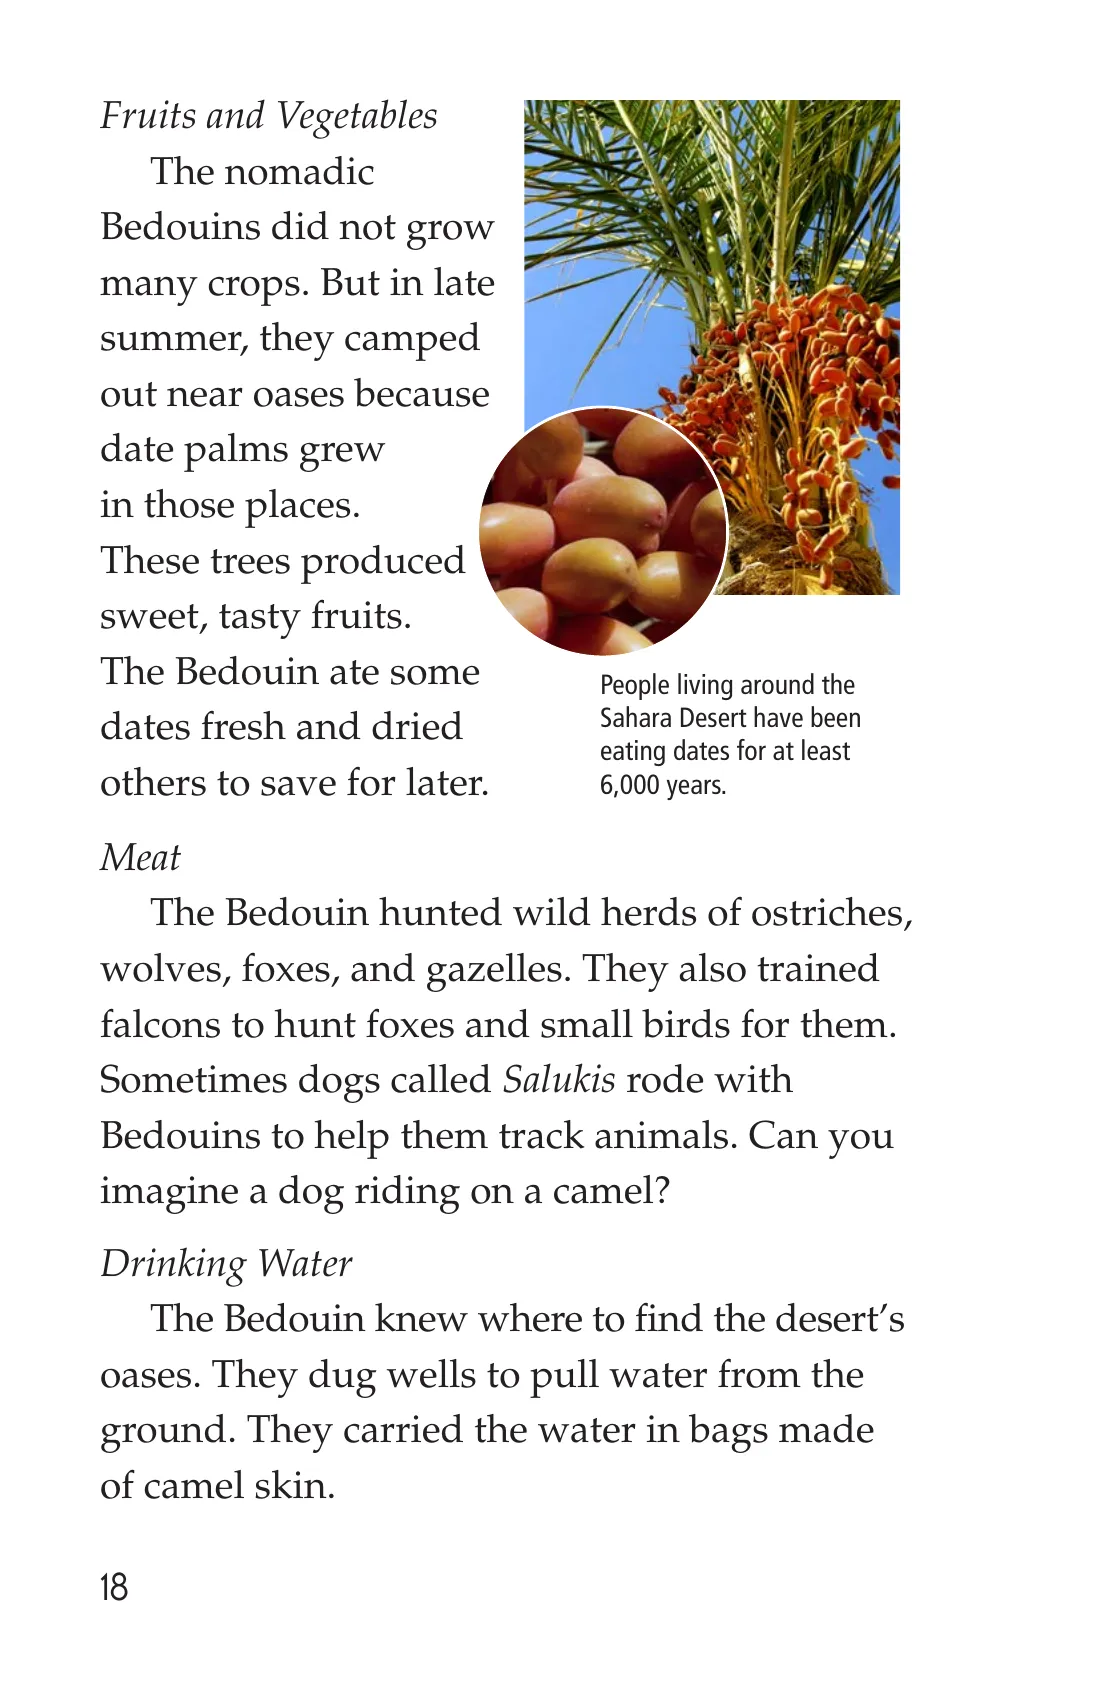 Fruits and Vegetables
The nomadic
Bedouins did not grow
many crops. But in late
summer, they camped
out near oases because
date palms grew
in those places.
These trees produced
sweet, tasty fruits.
The Bedouin ate some
dates fresh and dried
others to save for later.
People living around the
Sahara Desert have been
eating dates for at least
6,000 years.
Meat
The Bedouin hunted wild herds of ostriches,
wolves, foxes, and gazelles. They also trained
falcons to hunt foxes and small birds for them.
Sometimes dogs called Salukis rode with
Bedouins to help them track animals. Can you
imagine a dog riding on a camel?
Drinking Water
The Bedouin knew where to find the desert’s
oases. They dug wells to pull water from the
ground. They carried the water in bags made
of camel skin.
18